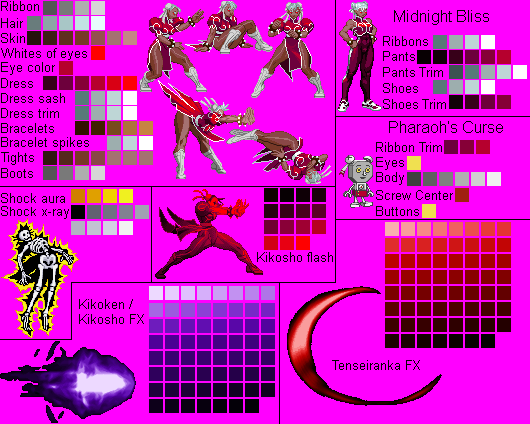 Ribbon
Hair
Skin
Whites of eyes
Eye color
Dress
Dress sash
Dress trim
Bracelets
Bracelet spikes
Tights
Boots
Midnight Bliss
Ribbons
Pants
Pants Trim
Shoes
Shoes Trim
Pharaoh's Curse
Ribbon Trim
Eyes
Body
Screw Center
Buttons
Shock aura
Shock x-ray
Kikosho flash
Kikoken /
Kikosho FX
Tenseiranka FX